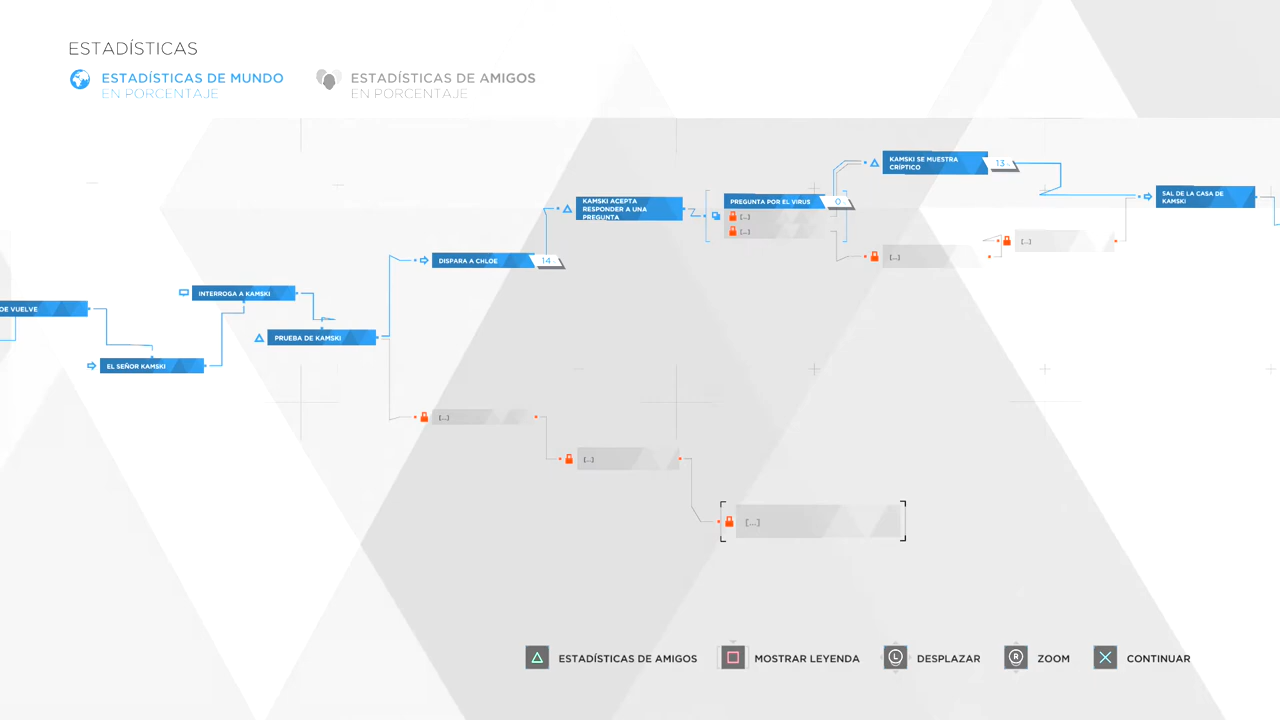 ESTADÍSTICAS
ESTADÍSTICAS DE MUNDO
EN PORCENTAJE
ESTADÍSTICAS DE AMIGOS
EN PORCENTAJE
KAMSKI SE MUESTRA
CRÍPTICO
13%
KAMSKI ACEPTA
RESPONDER A UNA
PREGUNTA
PREGUNTA POR EL VIRUS
0
[...]
[...]
SAL DE LA CASA DE
KAMSKI
[...]
[...]
DISPARA A CHLOE
14%
INTERROGA A KAMSKI
OE VUELVE
PRUEBA DE KAMSKI
EL SEÑOR KAMSKI
[...]
[...]
[...]
ESTADÍSTICAS DE AMIGOS
MOSTRAR LEYENDA
L
DESPLAZAR
R
ZOOM
CONTINUAR